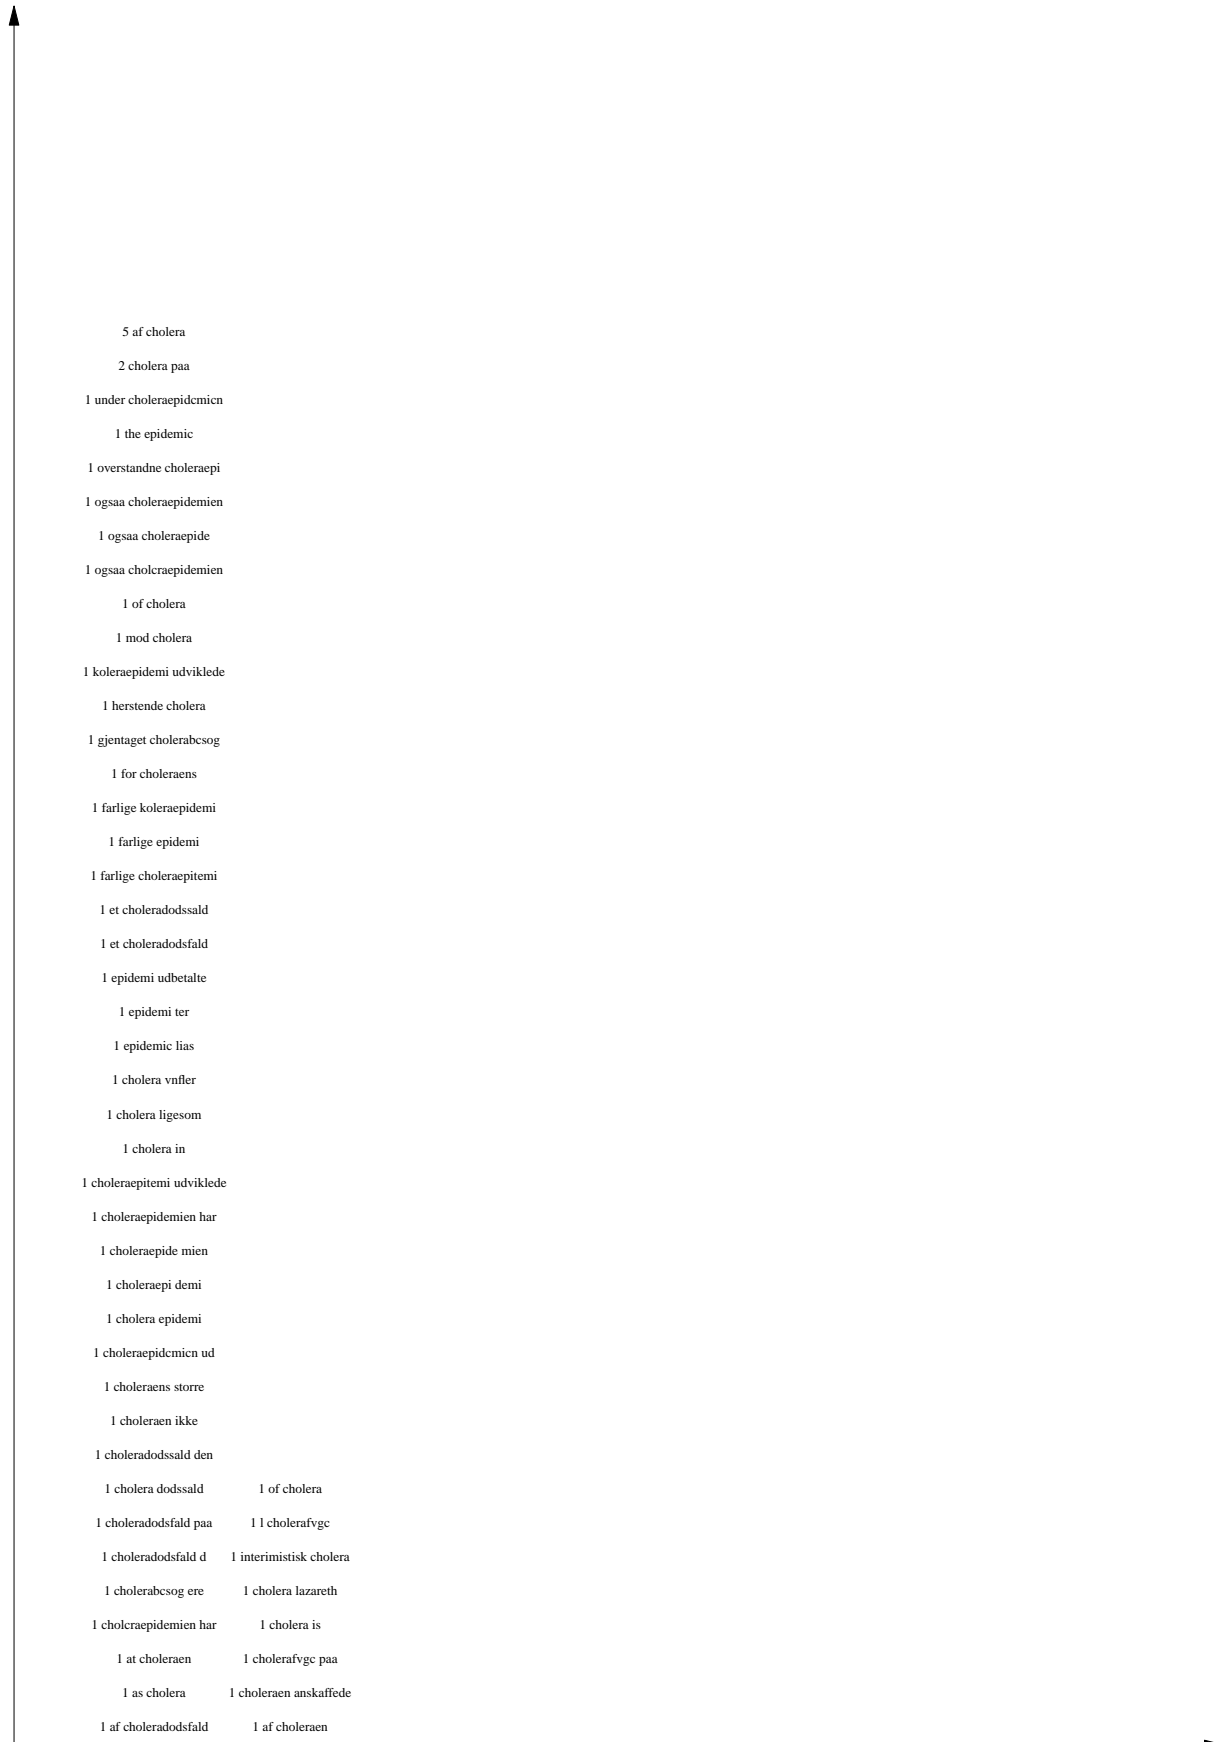 5 af cholera
2 cholera paa
1 under choleraepidcmicn
1 the epidemic
1 overstandne choleraepi
1 ogsaa choleraepidemien
1 ogsaa choleraepide
1 ogsaa cholcraepidemien
1 of cholera
1 mod cholera
1 koleraepidemi udviklede
1 herstende cholera
1 gjentaget cholerabcsog
1 for choleraens
1 farlige koleraepidemi
1 farlige epidemi
1 farlige choleraepitemi
1 et choleradodssald
1 et choleradodsfald
1 epidemi udbetalte
1 epidemi ter
1 epidemic lias
1 cholera vnfler
1 cholera ligesom
1 cholera in
1 choleraepitemi udviklede
1 choleraepidemien har
1 choleraepide mien
1 choleraepi demi
1 cholera epidemi
1 choleraepidcmicn ud
1 choleraens storre
1 choleraen ikke
1 choleradodssald den
1 cholera dodssald
1 choleradodsfald paa
1 choleradodsfald d
1 cholerabcsog ere
1 cholcraepidemien har
1 at choleraen
1 as cholera
1 af choleradodsfald
1 of cholera
1 l cholerafvgc
1 interimistisk cholera
1 cholera lazareth
1 cholera is
1 cholerafvgc paa
1 choleraen anskaffede
1 af choleraen